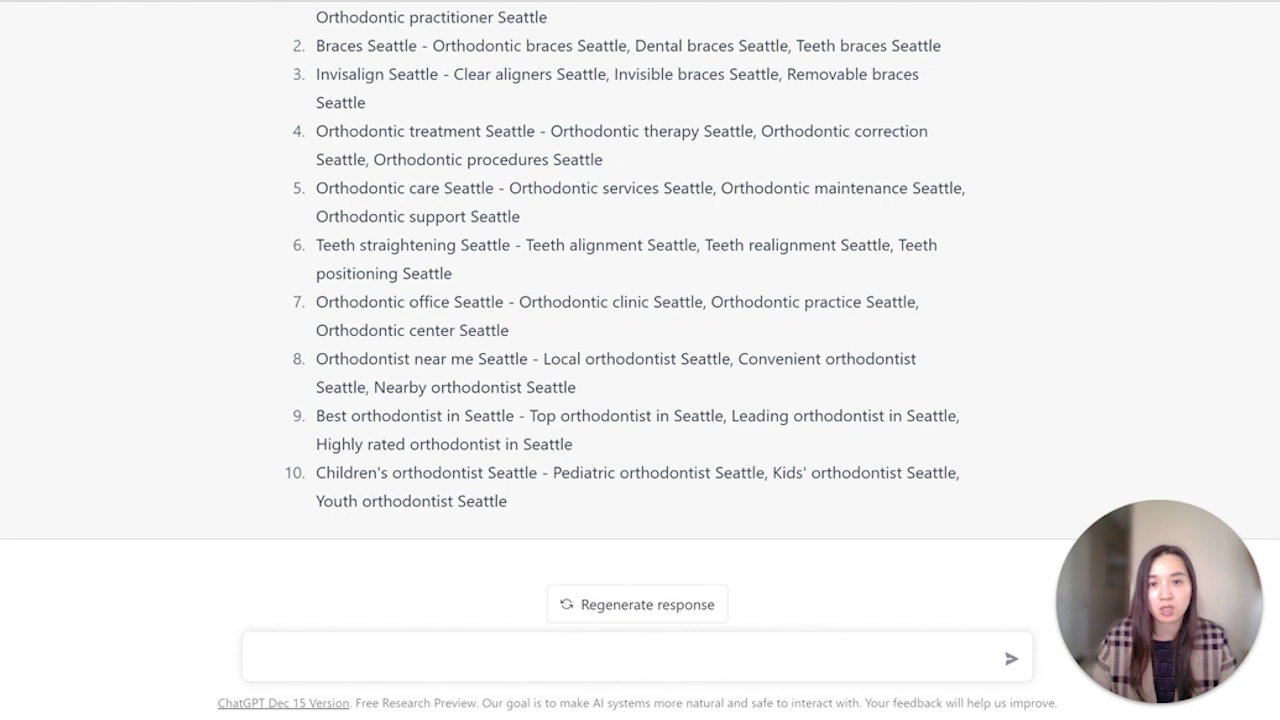 Orthodontic practitioner Seattle
2. Braces Seattle - Orthodontic braces Seattle, Dental braces Seattle, Teeth braces Seattle
3. Invisalign Seattle - Clear aligners Seattle, Invisible braces Seattle, Removable braces
Seattle
4. Orthodontic treatment Seattle - Orthodontic therapy Seattle, Orthodontic correction
Seattle, Orthodontic procedures Seattle
5. Orthodontic care Seattle - Orthodontic services Seattle, Orthodontic maintenance Seattle,
Orthodontic support Seattle
6. Teeth straightening Seattle - Teeth alignment Seattle, Teeth realignment Seattle, Teeth
positioning Seattle
7. Orthodontic office Seattle - Orthodontic clinic Seattle, Orthodontic practice Seattle,
Orthodontic center Seattle
8. Orthodontist near me Seattle - Local orthodontist Seattle, Convenient orthodontist
Seattle, Nearby orthodontist Seattle
9. Best orthodontist in Seattle - Top orthodontist in Seattle, Leading orthodontist in Seattle,
Highly rated orthodontist in Seattle
10. Children's orthodontist Seattle - Pediatric orthodontist Seattle, Kids' orthodontist Seattle,
Youth orthodontist Seattle
Regenerate response
ChatGPT Dec 15 Version. Free Research Preview. Our goal is to make AI systems more natural and safe to interact with. Your feedback will help us improve.